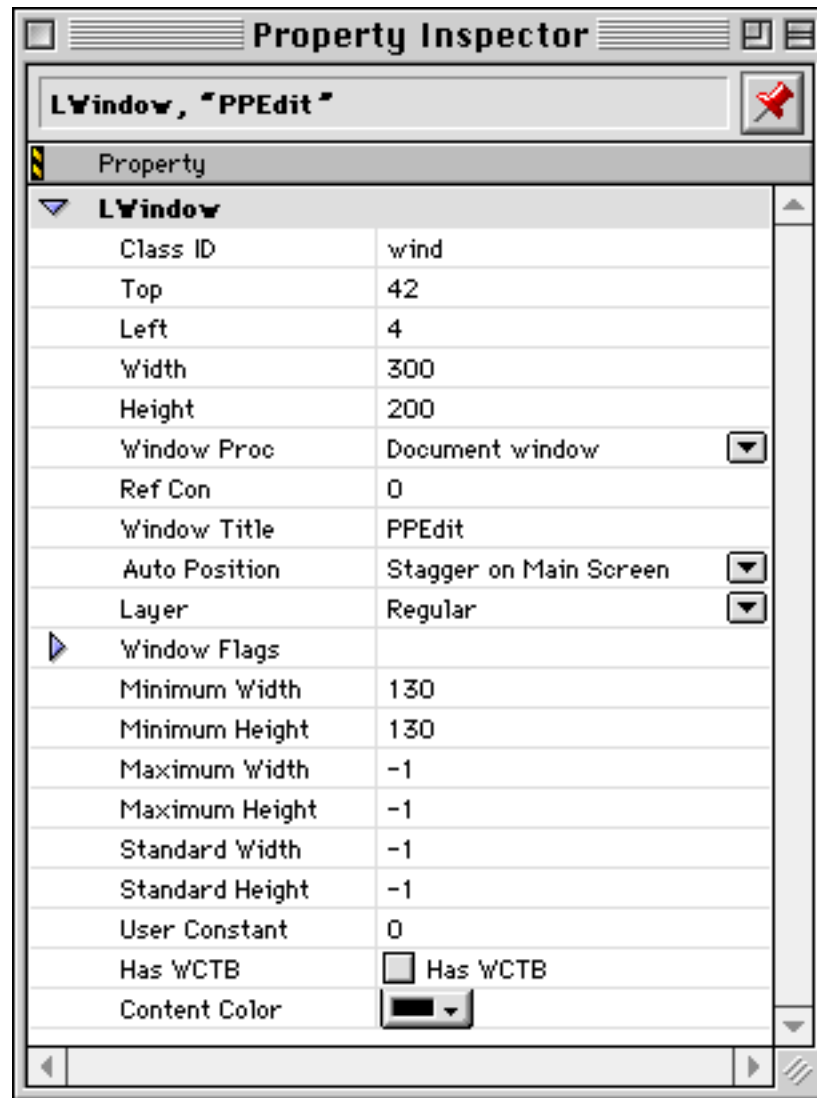 Property Inspector
LWindow, "PPEdit"
Property
LWindow
Class ID wind
Top 42
Left 4
Width 300
Height 200
Window Proc Document window
Ref Con 0
Window Title PPEdit
Auto Position Stagger on Main Screen
Layer Regular
Window Flags
Minimum Width 130
Minimum Height 130
Maximum Width -1
Maximum Height -1
Standard Width -1
Standard Height -1
User Constant 0
Has WCTB Has WCTB
Content Color